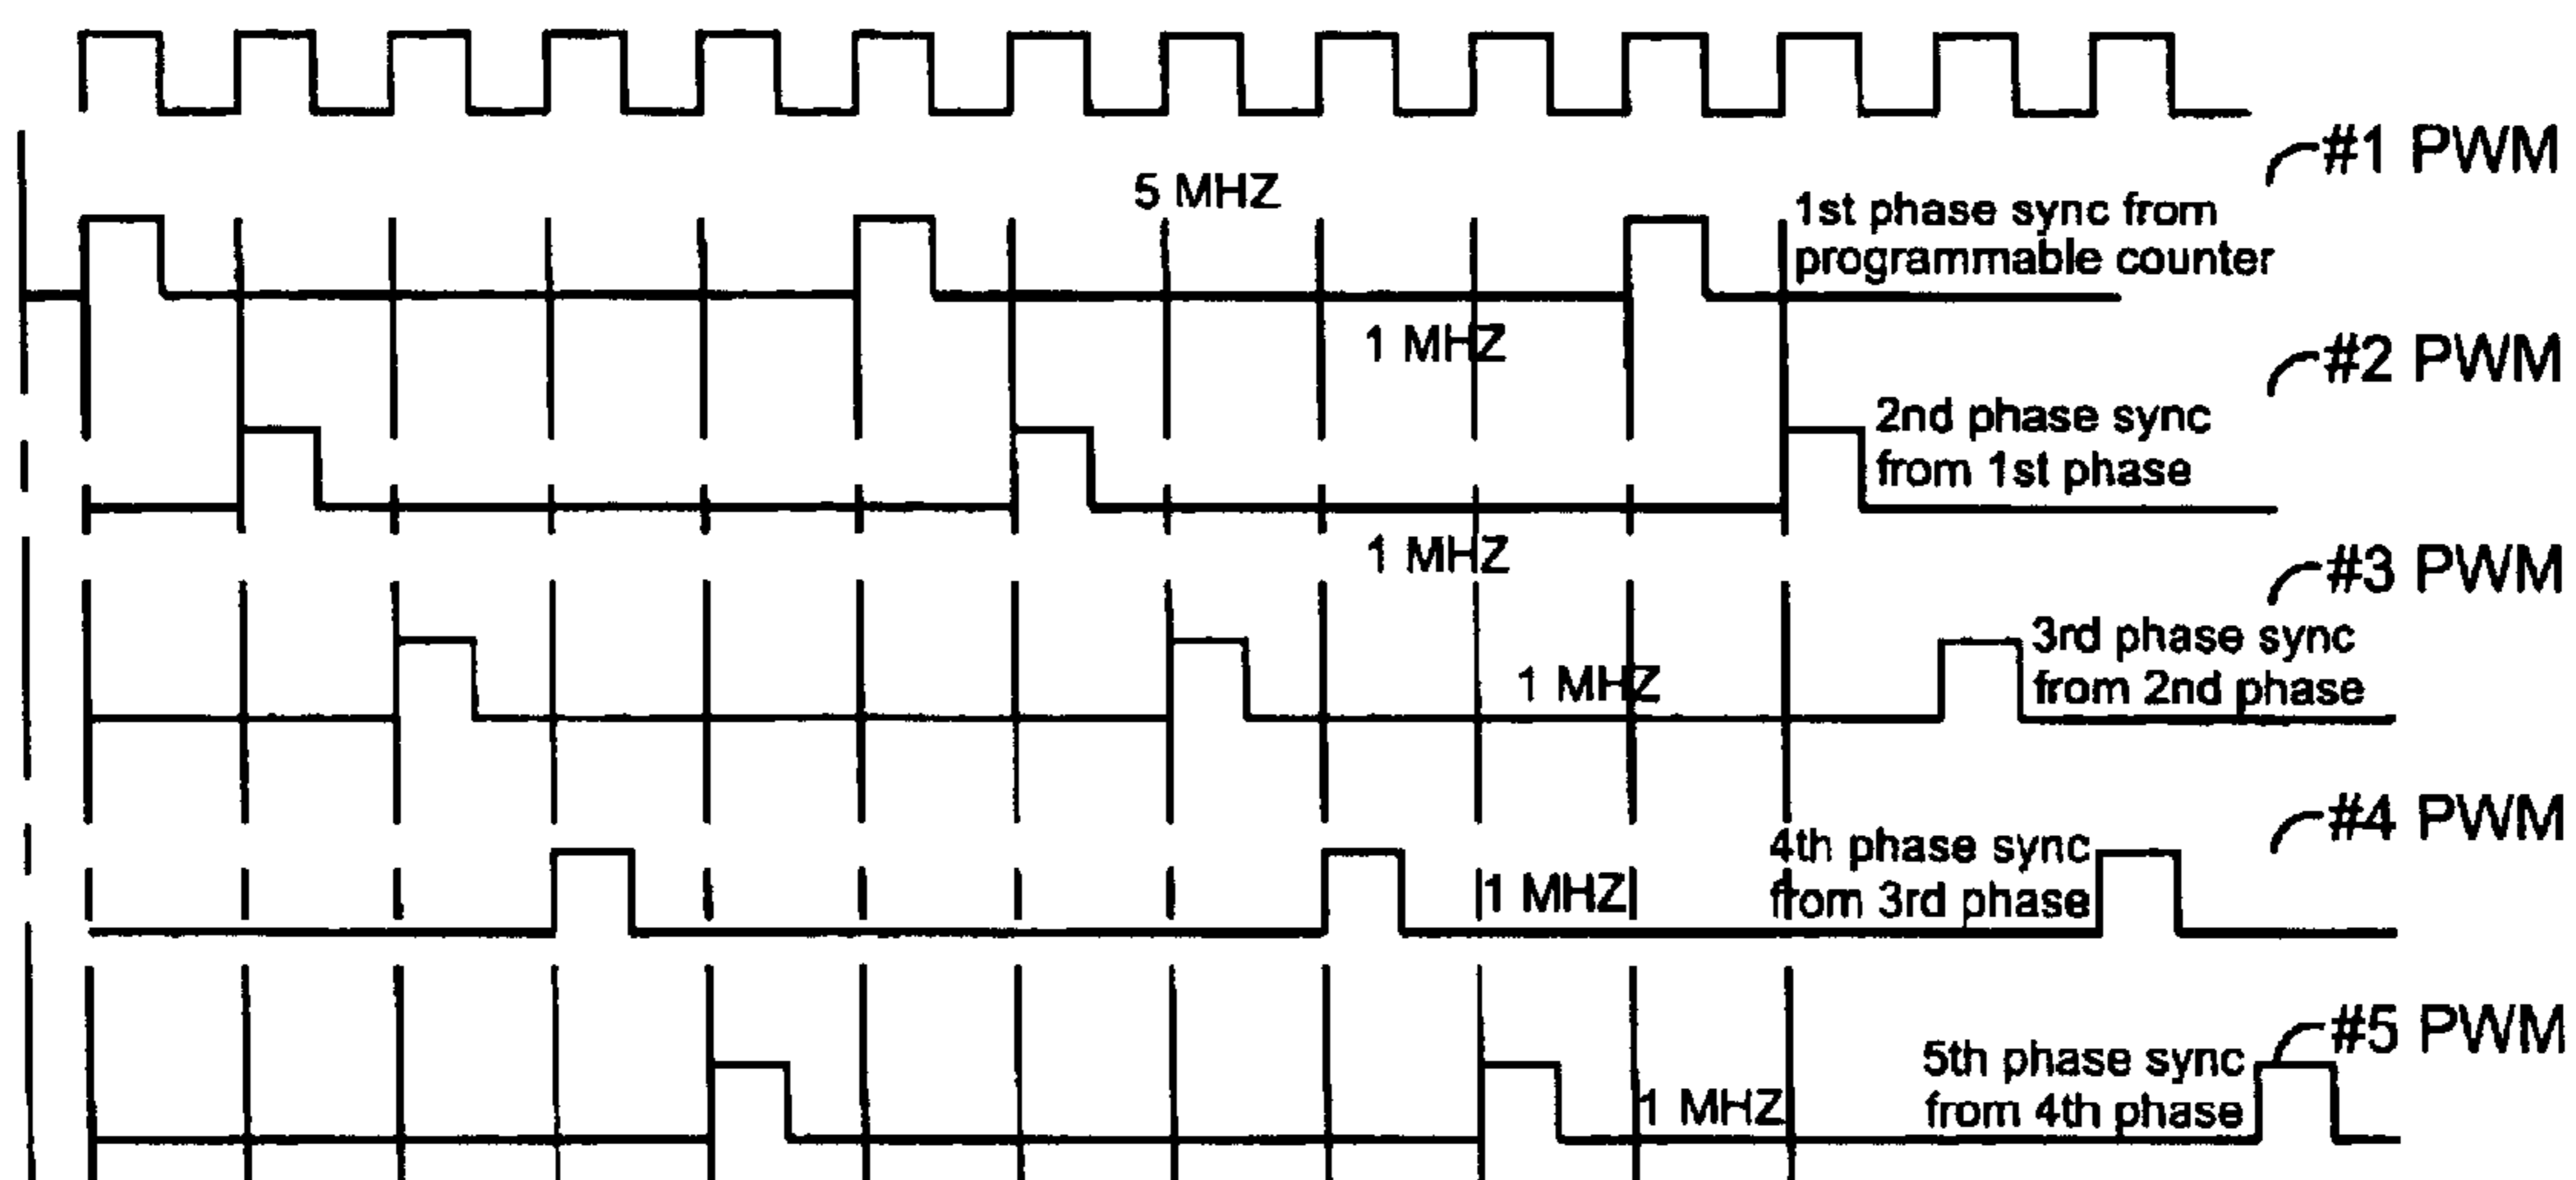 #1 PWM
5 MHZ
1st phase sync from
programmable counter
1 MHZ
#2 PWM
2nd phase sync
from 1st phase
1 MHZ
#3 PWM
3rd phase sync
from 2nd phase
1 MHZ
#4 PWM
4th phase sync
from 3rd phase
1 MHZ
#5 PWM
5th phase sync
from 4th phase
1 MHZ